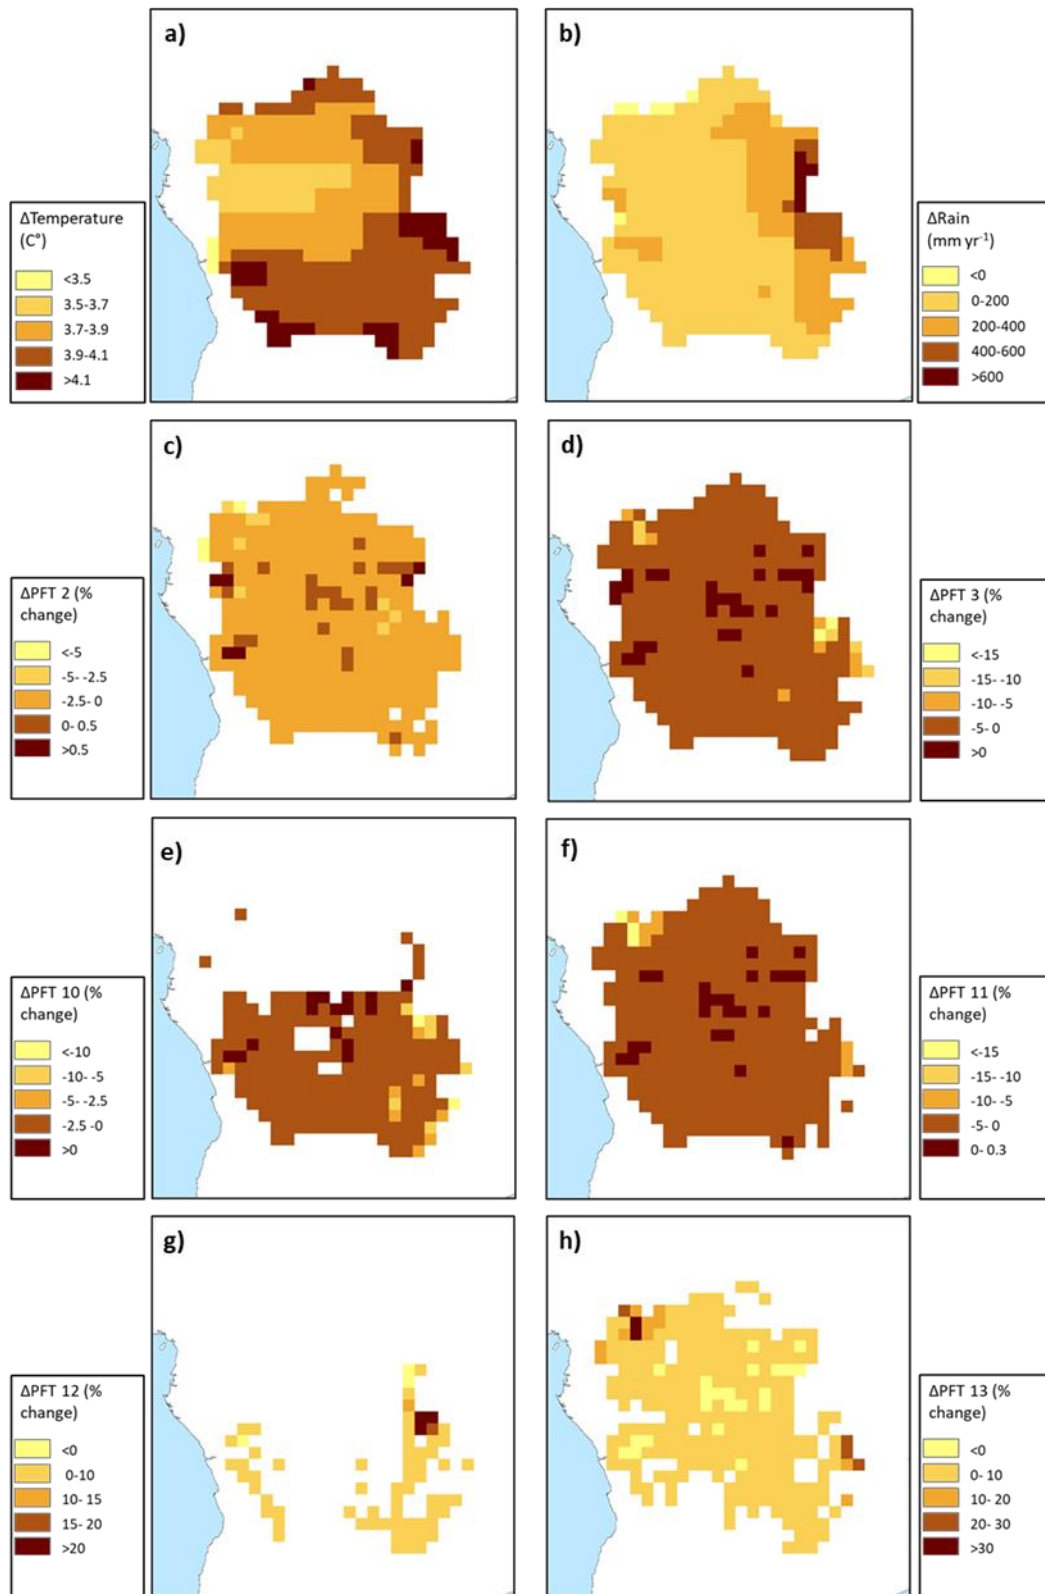 a)
ΔTemperature
(C°)
<3.5
3.5-3.7
3.7-3.9
3.9-4.1
>4.1
b)
ΔRain
(mm yr⁻¹)
<0
0-200
200-400
400-600
>600
c)
ΔPFT 2 (%
change)
<-5
-5- -2.5
-2.5- 0
0- 0.5
>0.5
d)
ΔPFT 3 (%
change)
<-15
-15- -10
-10- -5
-5- 0
>0
e)
ΔPFT 10 (%
change)
<-10
-10- -5
-5- -2.5
-2.5 -0
>0
f)
ΔPFT 11 (%
change)
<-15
-15- -10
-10- -5
-5- 0
0- 0.3
g)
ΔPFT 12 (%
change)
<0
0-10
10- 15
15- 20
>20
h)
ΔPFT 13 (%
change)
<0
0- 10
10- 20
20- 30
>30